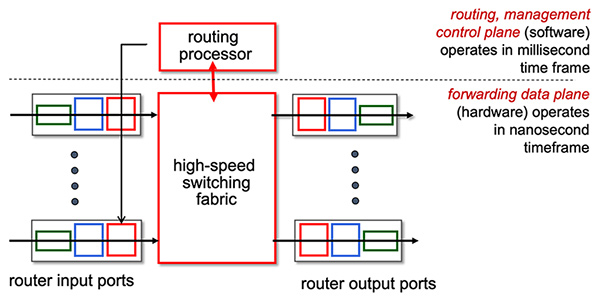 routing
processor
routing, management
control plane (software)
operates in millisecond
time frame
forwarding data plane
(hardware) operates
in nanosecond
timeframe
high-speed
switching
fabric
router input ports
router output ports